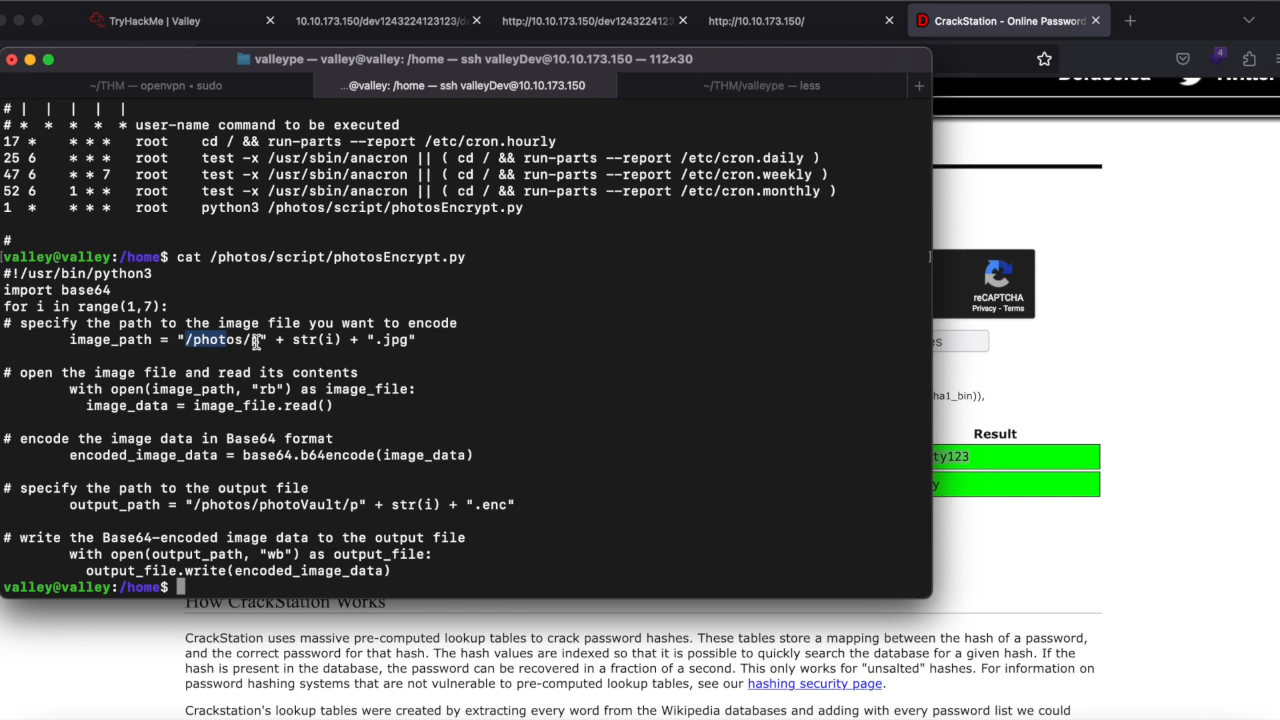 TryHackMe | Valley
10.10.173.150/dev1243224123123/d
http://10.10.173.150/dev1243224123
http://10.10.173.150/
CrackStation - Online Password
4
valleype — valley@valley: /home — ssh valleyDev@10.10.173.150 — 112×30
~/THM — openvpn ◂ sudo
...@valley: /home — ssh valleyDev@10.10.173.150
~/THM/valleype — less
# | | | | |
# * * * * * user-name command to be executed
17 * * * * root cd / && run-parts --report /etc/cron.hourly
25 6 * * * root test -x /usr/sbin/anacron || ( cd / && run-parts --report /etc/cron.daily )
47 6 * * 7 root test -x /usr/sbin/anacron || ( cd / && run-parts --report /etc/cron.weekly )
52 6 1 * * root test -x /usr/sbin/anacron || ( cd / && run-parts --report /etc/cron.monthly )
1 * * * * root python3 /photos/script/photosEncrypt.py
#
[valley@valley:/home$ cat /photos/script/photosEncrypt.py ]
#!/usr/bin/python3
import base64
for i in range(1,7):
# specify the path to the image file you want to encode
image_path = "/photos/p" + str(i) + ".jpg"
# open the image file and read its contents
with open(image_path, "rb") as image_file:
image_data = image_file.read()
# encode the image data in Base64 format
encoded_image_data = base64.b64encode(image_data)
# specify the path to the output file
output_path = "/photos/photoVault/p" + str(i) + ".enc"
# write the Base64-encoded image data to the output file
with open(output_path, "wb") as output_file:
output_file.write(encoded_image_data)
valley@valley:/home$
reCAPTCHA
Privacy - Terms
es
ha1_bin)),
Result
ty123
y
How CrackStation Works
CrackStation uses massive pre-computed lookup tables to crack password hashes. These tables store a mapping between the hash of a password,
and the correct password for that hash. The hash values are indexed so that it is possible to quickly search the database for a given hash. If the
hash is present in the database, the password can be recovered in a fraction of a second. This only works for "unsalted" hashes. For information on
password hashing systems that are not vulnerable to pre-computed lookup tables, see our hashing security page.
Crackstation's lookup tables were created by extracting every word from the Wikipedia databases and adding with every password list we could